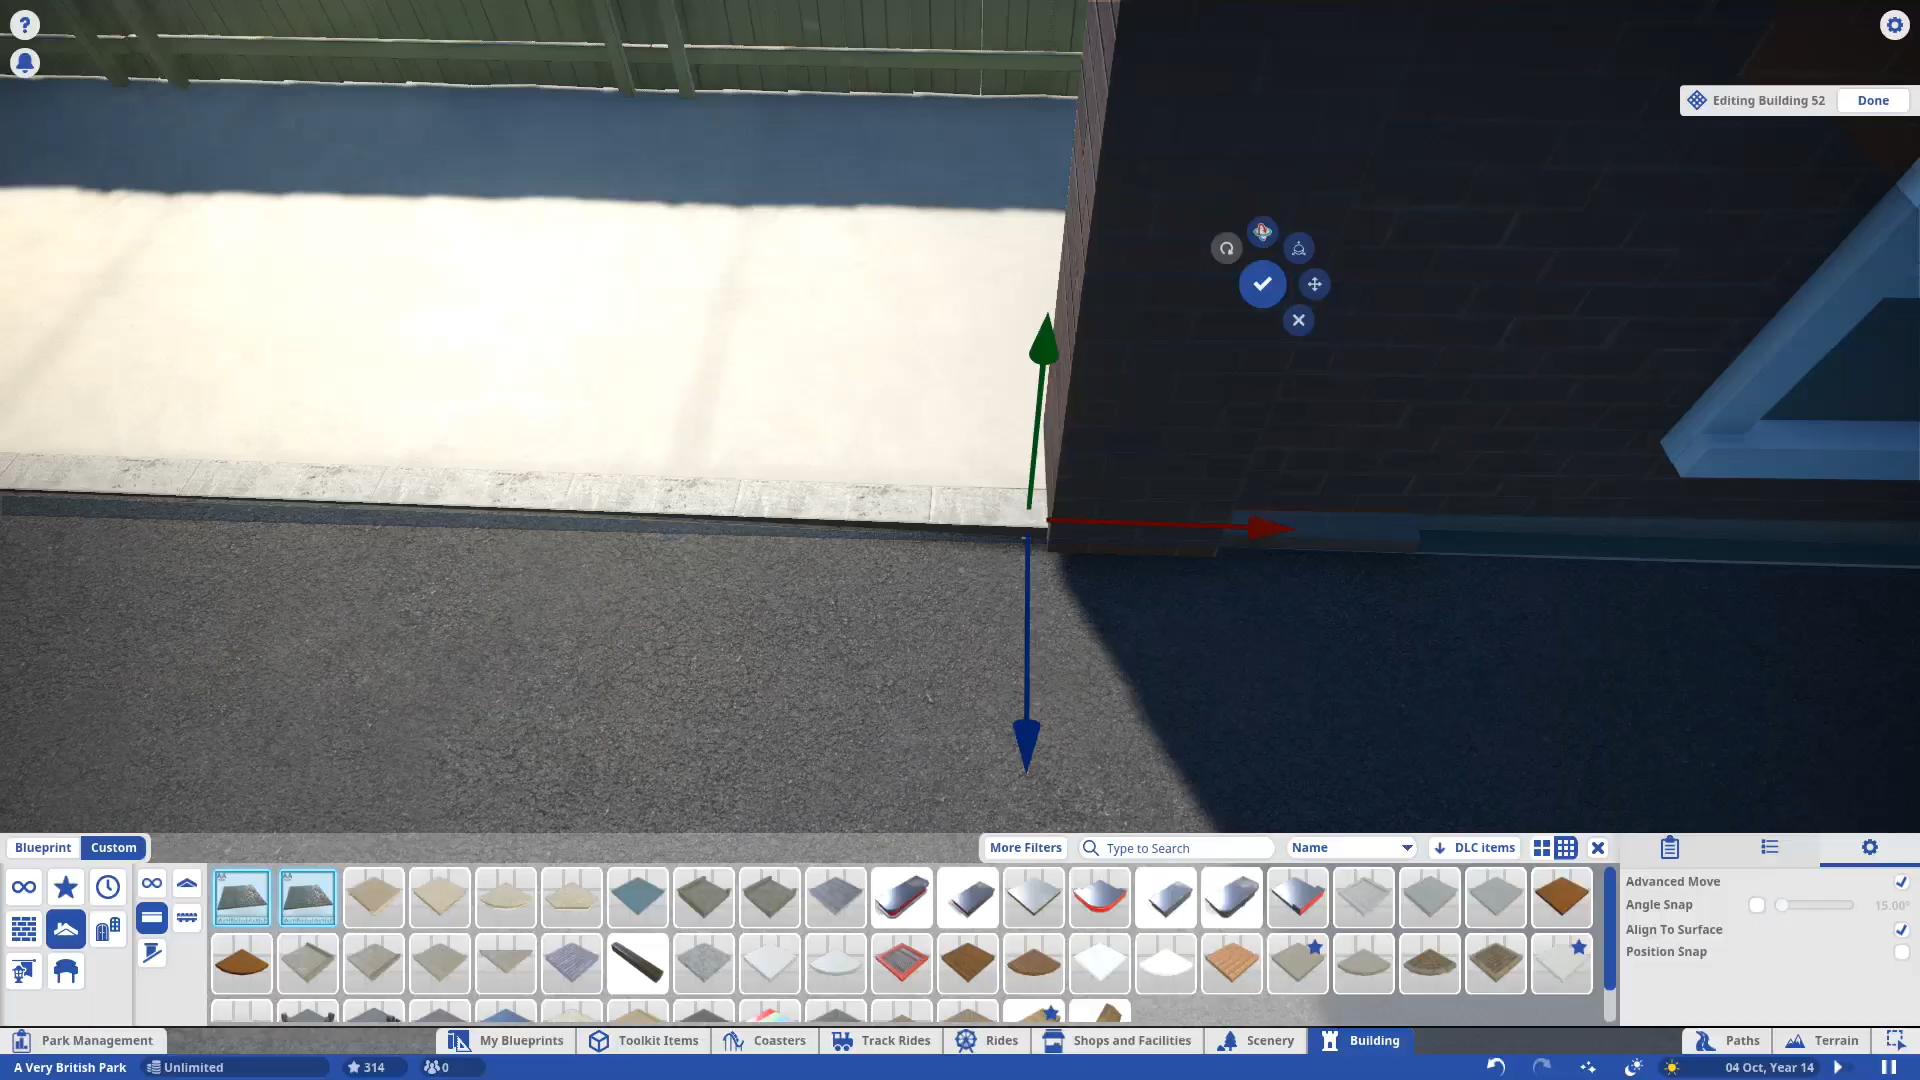 ?
Editing Building 52 Done
Blueprint Custom
More Filters Type to Search Name DLC items
Advanced Move
Angle Snap 15.00°
Align To Surface
Position Snap
Park Management My Blueprints Toolkit Items Coasters Track Rides Rides Shops and Facilities Scenery Building Paths Terrain
A Very British Park Unlimited 314 0 04 Oct, Year 14